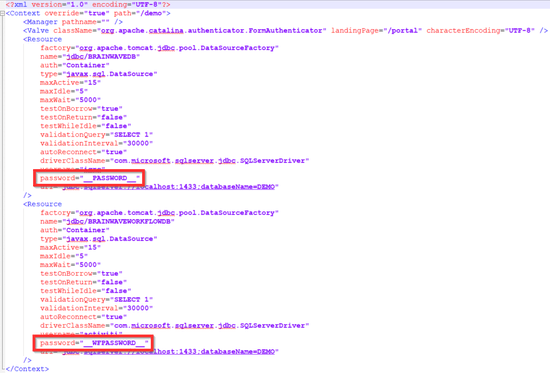 <?xml version="1.0" encoding="UTF-8"?>
<Context override="true" path="/demo">
<Manager pathname="" />
<Valve className="org.apache.catalina.authenticator.FormAuthenticator" landingPage="/portal" characterEncoding="UTF-8" />
<Resource
factory="org.apache.tomcat.jdbc.pool.DataSourceFactory"
name="jdbc/BRAINWAVEDB"
auth="Container"
type="javax.sql.DataSource"
maxActive="15"
maxIdle="5"
maxWait="5000"
testOnBorrow="true"
testOnReturn="false"
testWhileIdle="false"
validationQuery="SELECT 1"
validationInterval="30000"
autoReconnect="true"
driverClassName="com.microsoft.sqlserver.jdbc.SQLServerDriver"
password="__PASSWORD__"
url="jdbc:sqlserver://localhost:1433;databaseName=DEMO"
/>
<Resource
factory="org.apache.tomcat.jdbc.pool.DataSourceFactory"
name="jdbc/BRAINWAVEWORKFLOWDB"
auth="Container"
type="javax.sql.DataSource"
maxActive="15"
maxIdle="5"
maxWait="5000"
testOnBorrow="true"
testOnReturn="false"
testWhileIdle="false"
validationQuery="SELECT 1"
validationInterval="30000"
autoReconnect="true"
driverClassName="com.microsoft.sqlserver.jdbc.SQLServerDriver"
username="activiti"
password="__WFPASSWORD__"
url="jdbc:sqlserver://localhost:1433;databaseName=DEMO"
/>
</Context>